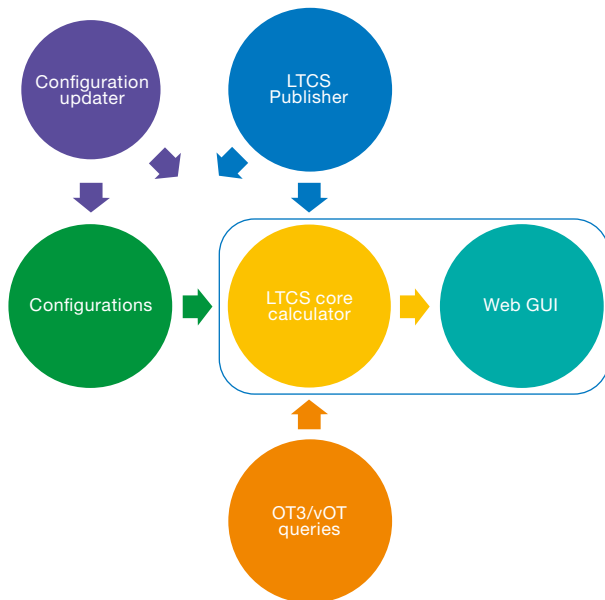 Configuration
updater
LTCS
Publisher
Configurations
LTCS core
calculator
Web GUI
OT3/vOT
queries